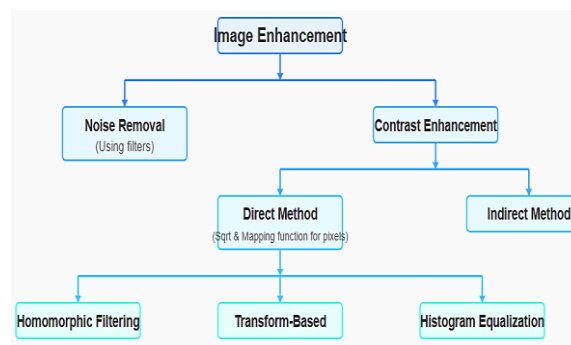 Image Enhancement
Noise Removal
(Using filters)
Contrast Enhancement
Direct Method
(Sqrt & Mapping function for pixels)
Indirect Method
Homomorphic Filtering
Transform-Based
Histogram Equalization